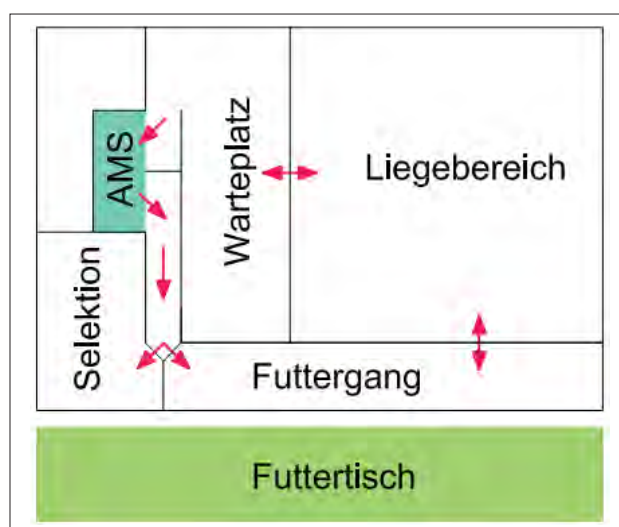 AMS
Warteplatz
Liegebereich
Selektion
Futtergang
Futtertisch